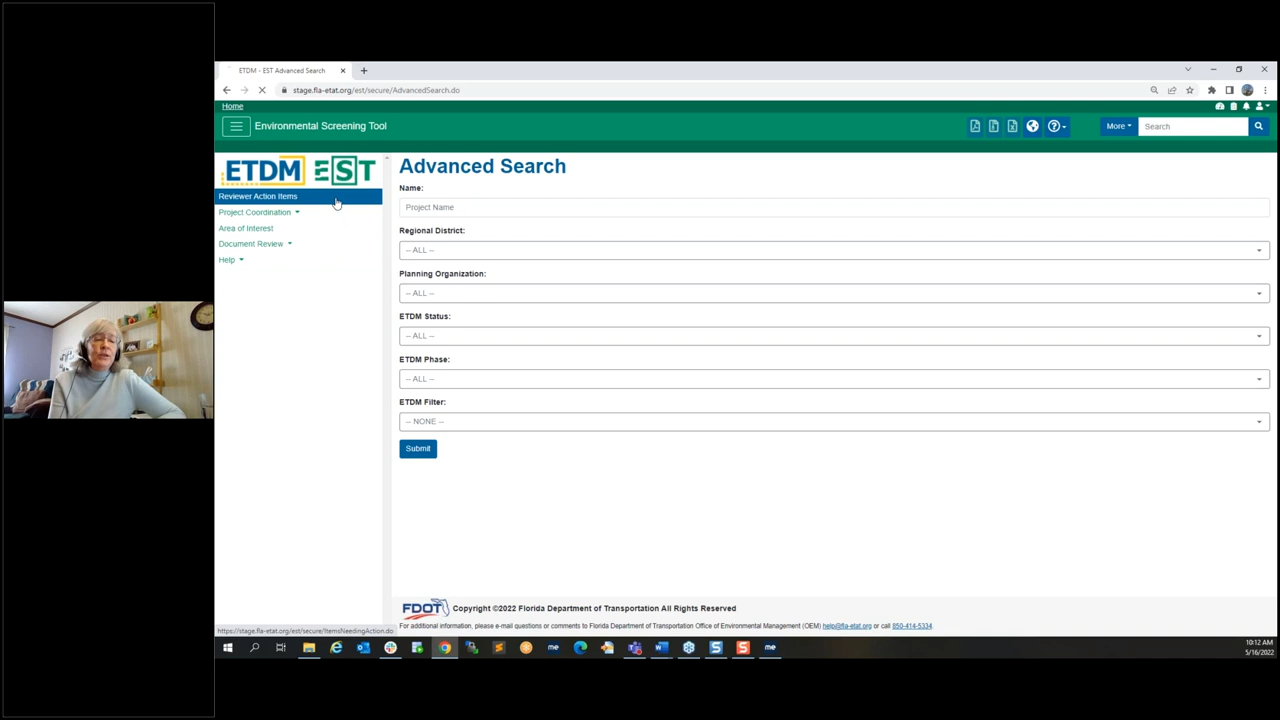 ETDM - EST Advanced Search
stage.fla-etat.org/est/secure/AdvancedSearch.do
Home
Environmental Screening Tool
More
Search
ETDM EST
Reviewer Action Items
Project Coordination
Area of Interest
Document Review
Help
Advanced Search
Name:
Project Name
Regional District:
-- ALL --
Planning Organization:
-- ALL --
ETDM Status:
-- ALL --
ETDM Phase:
-- ALL --
ETDM Filter:
-- NONE --
Submit
FDOT Copyright ©2022 Florida Department of Transportation All Rights Reserved
For additional information, please e-mail questions or comments to Florida Department of Transportation Office of Environmental Management (OEM) help@fla-etat.org or call 850-414-5334.
https://stage.fla-etat.org/est/secure/ItemsNeedingAction.do
me
me
10:12 AM
5/16/2022